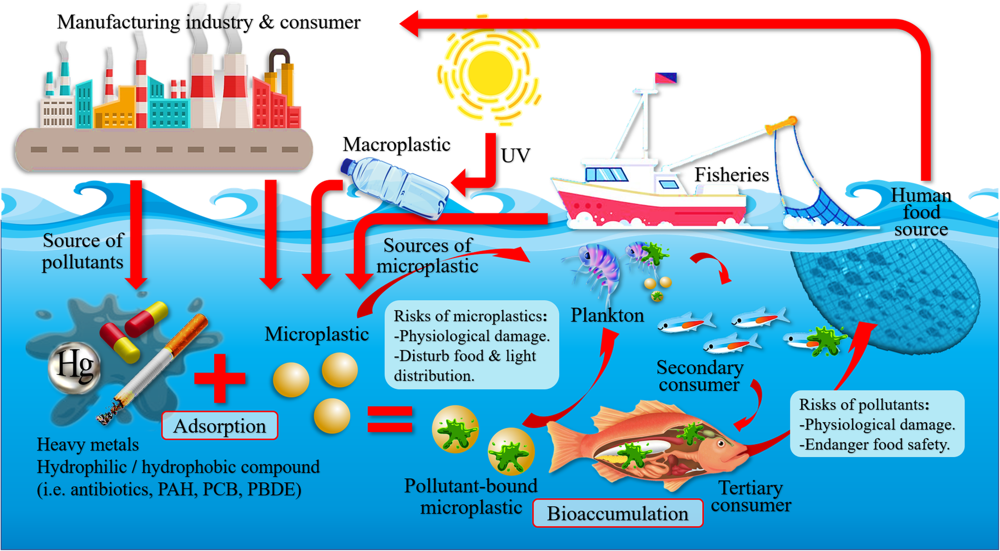 Manufacturing industry & consumer
Macroplastic
UV
Fisheries
Human
food
source
Source of
pollutants
Sources of
microplastic
Hg
Microplastic
Risks of microplastics:
-Physiological damage.
-Disturb food & light
distribution.
Plankton
Secondary
consumer
Adsorption
Heavy metals
Hydrophilic / hydrophobic compound
(i.e. antibiotics, PAH, PCB, PBDE)
Pollutant-bound
microplastic
Bioaccumulation
Tertiary
consumer
Risks of pollutants:
-Physiological damage.
-Endanger food safety.